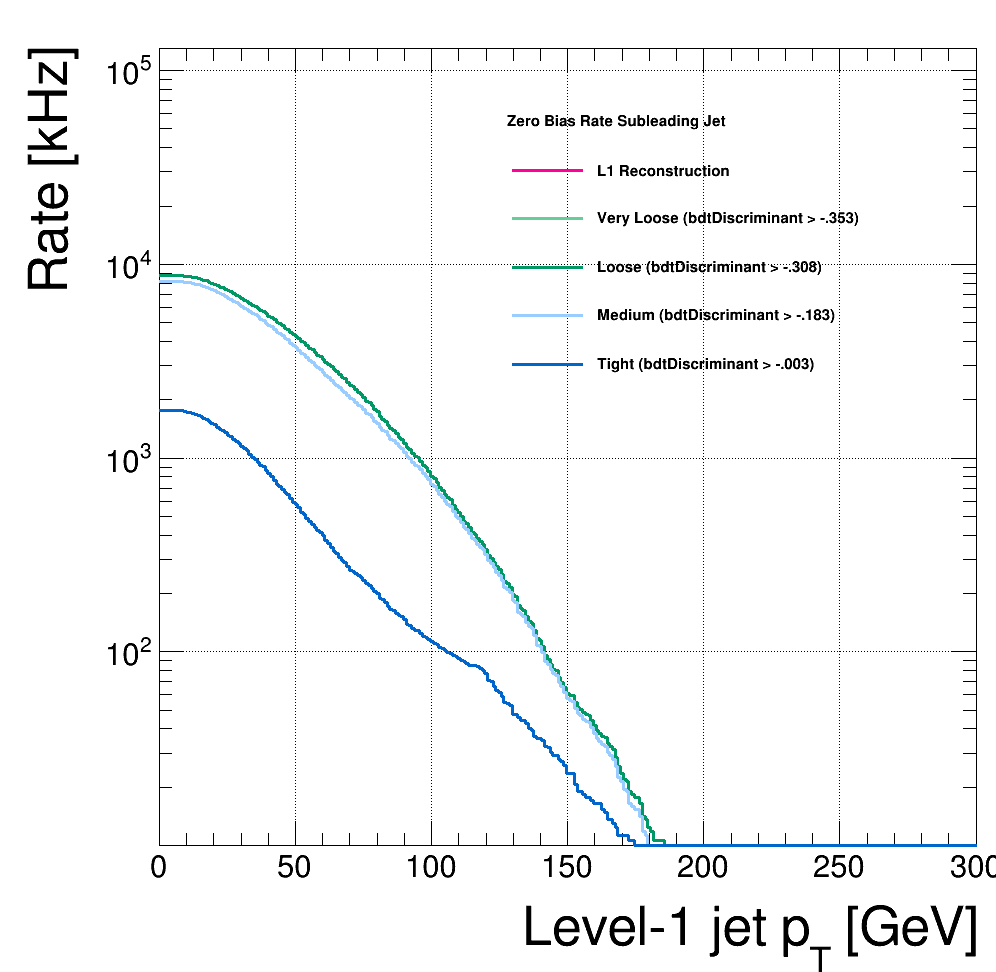 Rate [kHz]
10^5
10^4
10^3
10^2
Zero Bias Rate Subleading Jet
L1 Reconstruction
Very Loose (bdtDiscriminant > -.353)
Loose (bdtDiscriminant > -.308)
Medium (bdtDiscriminant > -.183)
Tight (bdtDiscriminant > -.003)
0 50 100 150 200 250 300
Level-1 jet p_T [GeV]